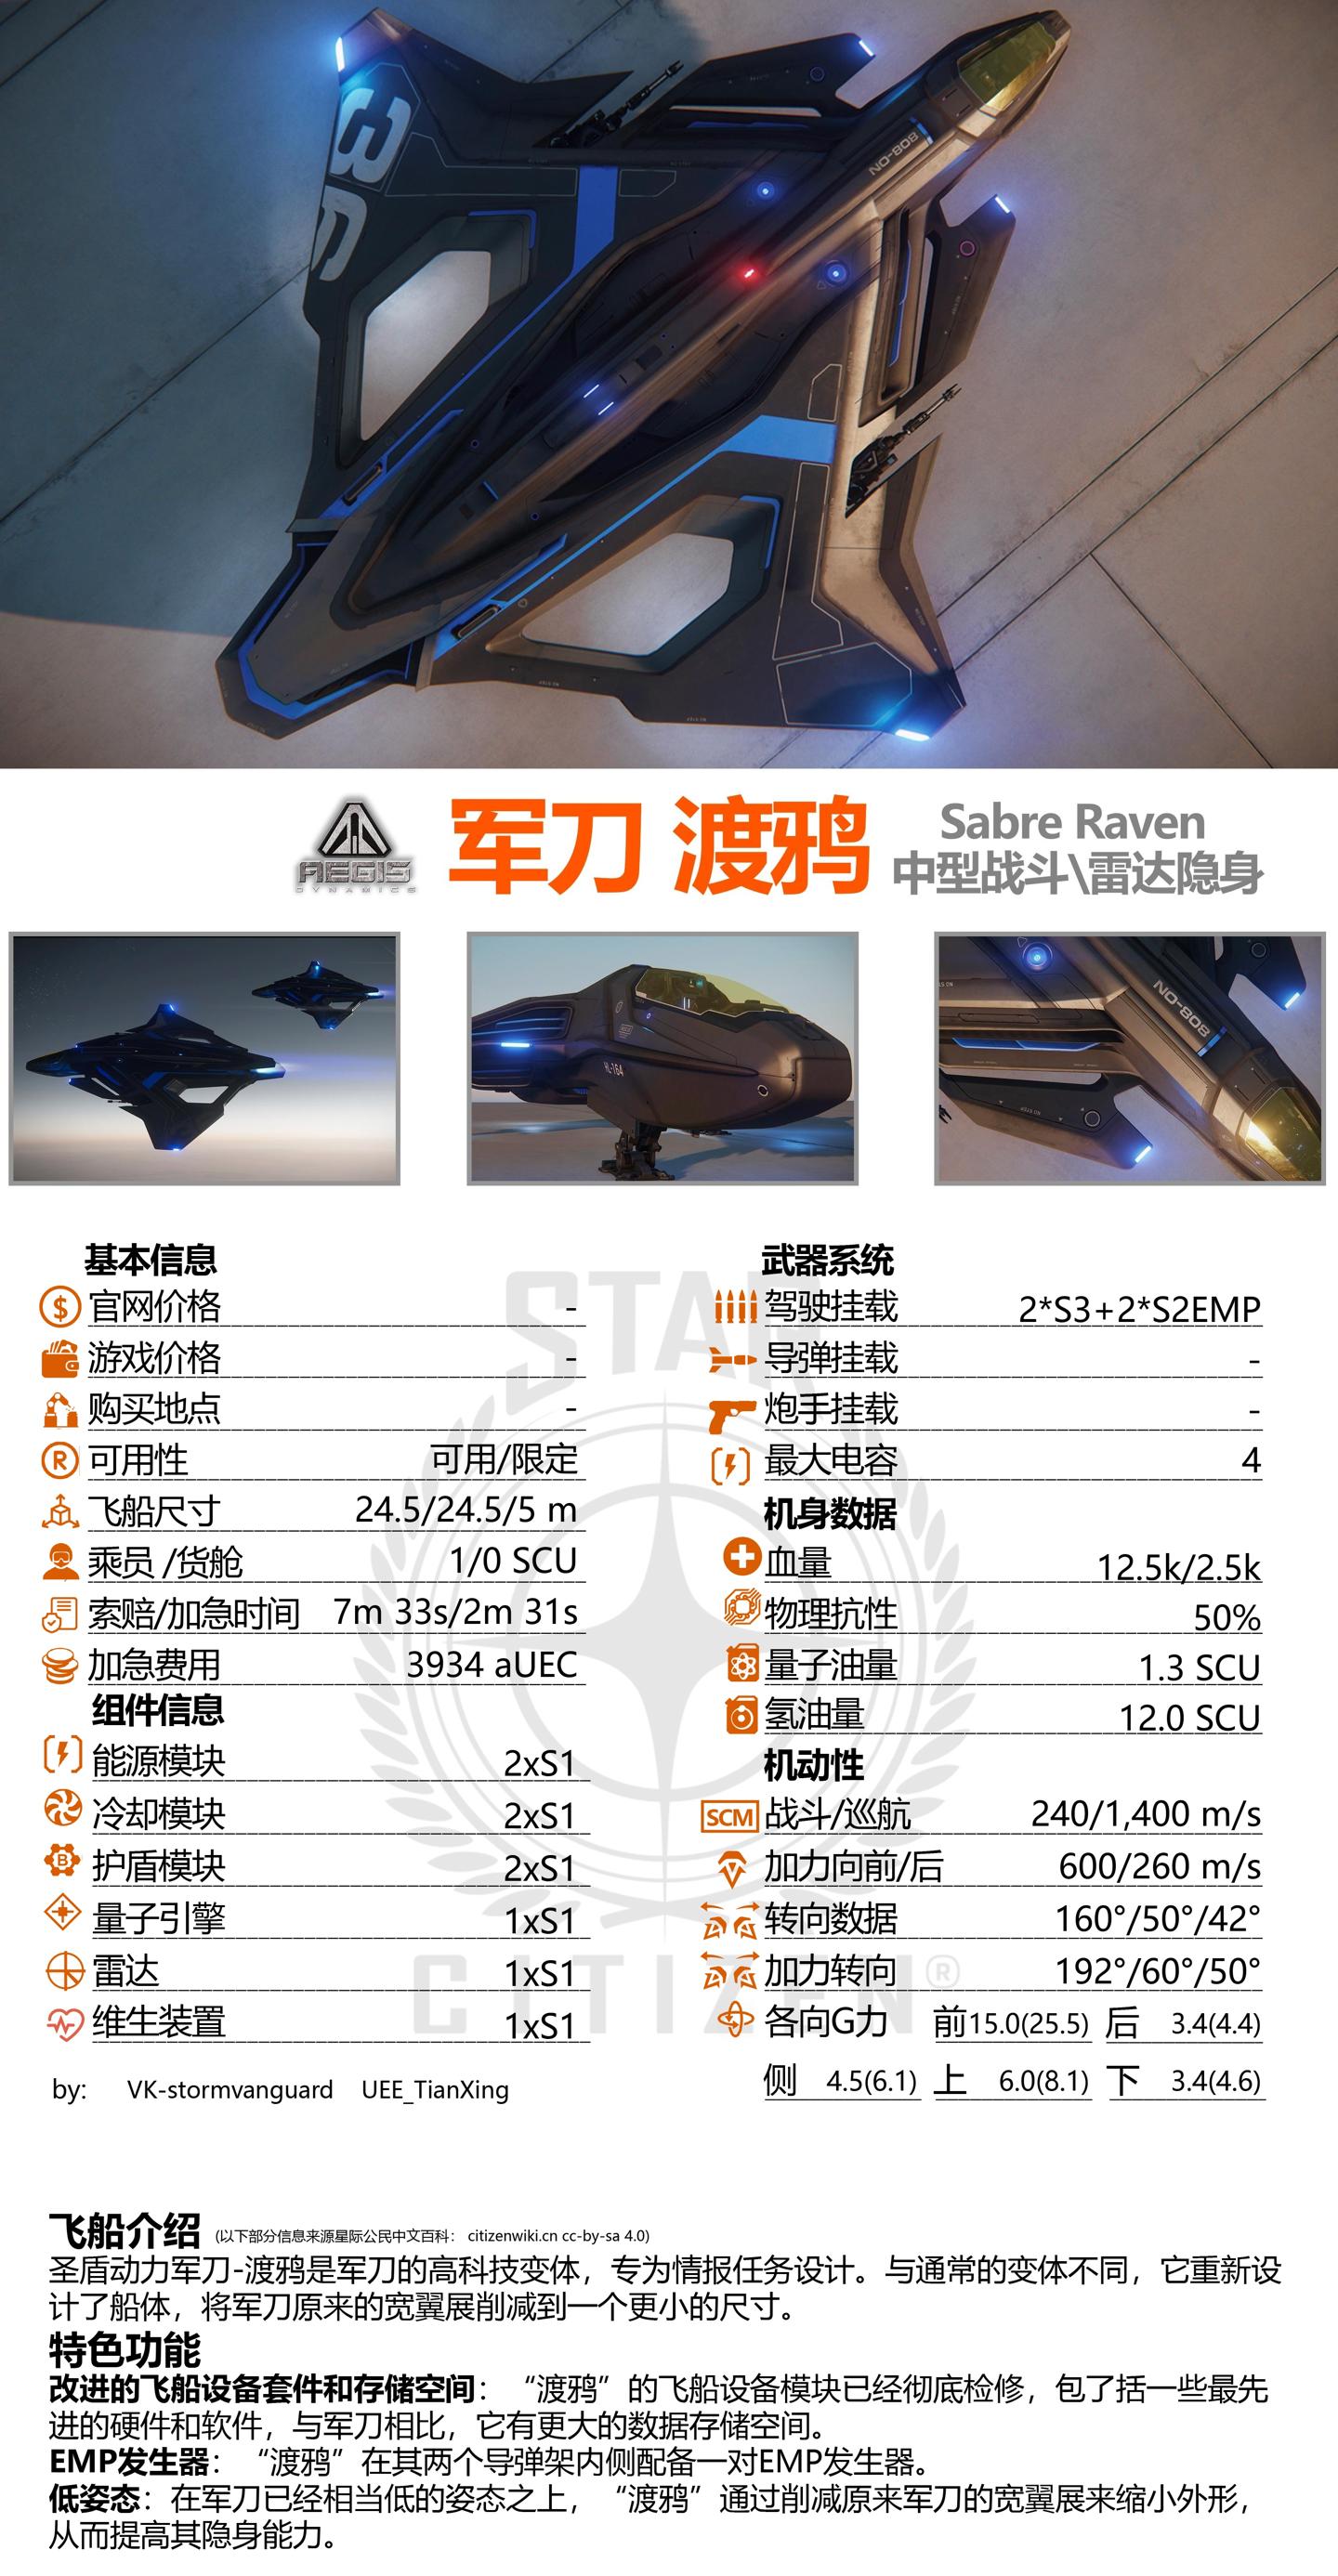 36
NO-808
AEGIS
DYNAMICS
军刀 渡鸦
Sabre Raven
中型战斗\雷达隐身
HL-164
NO-808
STAR
CITIZEN®
基本信息
官网价格 -
游戏价格 -
购买地点 -
可用性 可用/限定
飞船尺寸 24.5/24.5/5 m
乘员 /货舱 1/0 SCU
索赔/加急时间 7m 33s/2m 31s
加急费用 3934 aUEC
组件信息
能源模块 2xS1
冷却模块 2xS1
护盾模块 2xS1
量子引擎 1xS1
雷达 1xS1
维生装置 1xS1
by: VK-stormvanguard UEE_TianXing
武器系统
驾驶挂载 2*S3+2*S2EMP
导弹挂载 -
炮手挂载 -
最大电容 4
机身数据
血量 12.5k/2.5k
物理抗性 50%
量子油量 1.3 SCU
氢油量 12.0 SCU
机动性
SCM 战斗/巡航 240/1,400 m/s
加力向前/后 600/260 m/s
转向数据 160°/50°/42°
加力转向 192°/60°/50°
各向G力 前15.0(25.5) 后 3.4(4.4)
侧 4.5(6.1) 上 6.0(8.1) 下 3.4(4.6)
飞船介绍 (以下部分信息来源星际公民中文百科： citizenwiki.cn cc-by-sa 4.0)
圣盾动力军刀-渡鸦是军刀的高科技变体，专为情报任务设计。与通常的变体不同，它重新设
计了船体，将军刀原来的宽翼展削减到一个更小的尺寸。
特色功能
改进的飞船设备套件和存储空间：“渡鸦”的飞船设备模块已经彻底检修，包了括一些最先
进的硬件和软件，与军刀相比，它有更大的数据存储空间。
EMP发生器：“渡鸦”在其两个导弹架内侧配备一对EMP发生器。
低姿态：在军刀已经相当低的姿态之上，“渡鸦”通过削减原来军刀的宽翼展来缩小外形，
从而提高其隐身能力。